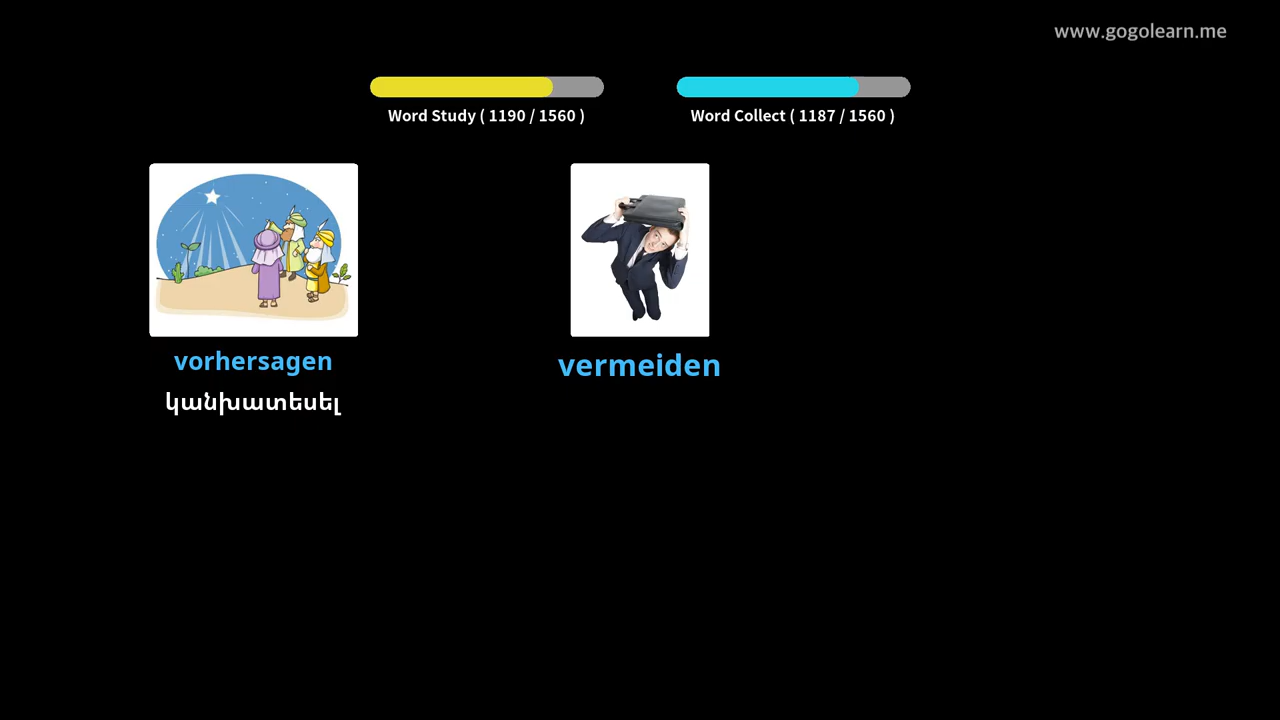 www.gogolearn.me
Word Study ( 1190 / 1560 )
Word Collect ( 1187 / 1560 )
vorhersagen
կանխատեսել
vermeiden